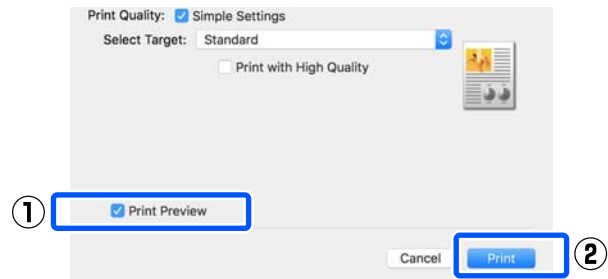 Print Quality: Simple Settings
Select Target: Standard
Print with High Quality
① Print Preview
Cancel Print ②